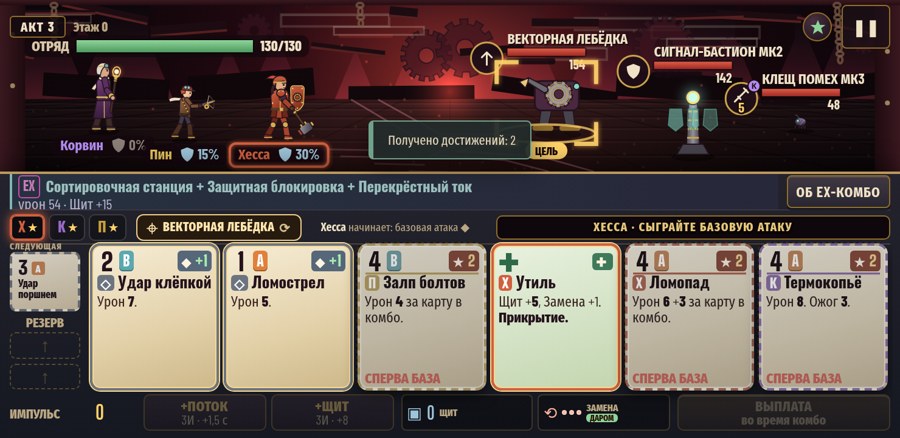 АКТ 3
Этаж 0
ОТРЯД
130/130
ВЕКТОРНАЯ ЛЕБЁДКА
154
СИГНАЛ-БАСТИОН МК2
142
КЛЕЩ ПОМЕХ МК3
К
5
48
Корвин 0%
Пин 15%
Хесса 30%
Получено достижений: 2
ЦЕЛЬ
EX Сортировочная станция + Защитная блокировка + Перекрёстный ток
урон 54 · Щит +15
ОБ EX-КОМБО
Х★ К★ П★
ВЕКТОРНАЯ ЛЕБЁДКА
Хесса начинает: базовая атака ◆
ХЕССА · СЫГРАЙТЕ БАЗОВУЮ АТАКУ
СЛЕДУЮЩАЯ
3 А
Удар
поршнем
РЕЗЕРВ
↑
↑
2 В ◆ +1
Удар клёпкой
Урон 7.
1 А ◆ +1
Ломострел
Урон 5.
4 В ★ 2
П Залп болтов
Урон 4 за карту в
комбо.
СПЕРВА БАЗА
+ +
Х Утиль
Щит +5, Замена +1.
Прикрытие.
4 А ★ 2
Х Ломопад
Урон 6 +3 за карту в
комбо.
СПЕРВА БАЗА
4 А ★ 2
К Термокопьё
Урон 8. Ожог 3.
СПЕРВА БАЗА
ИМПУЛЬС 0
+ПОТОК
3И · +1,5 с
+ЩИТ
3И · +8
0 ЩИТ
ЗАМЕНА
ДАРОМ
ВЫПЛАТА
во время комбо